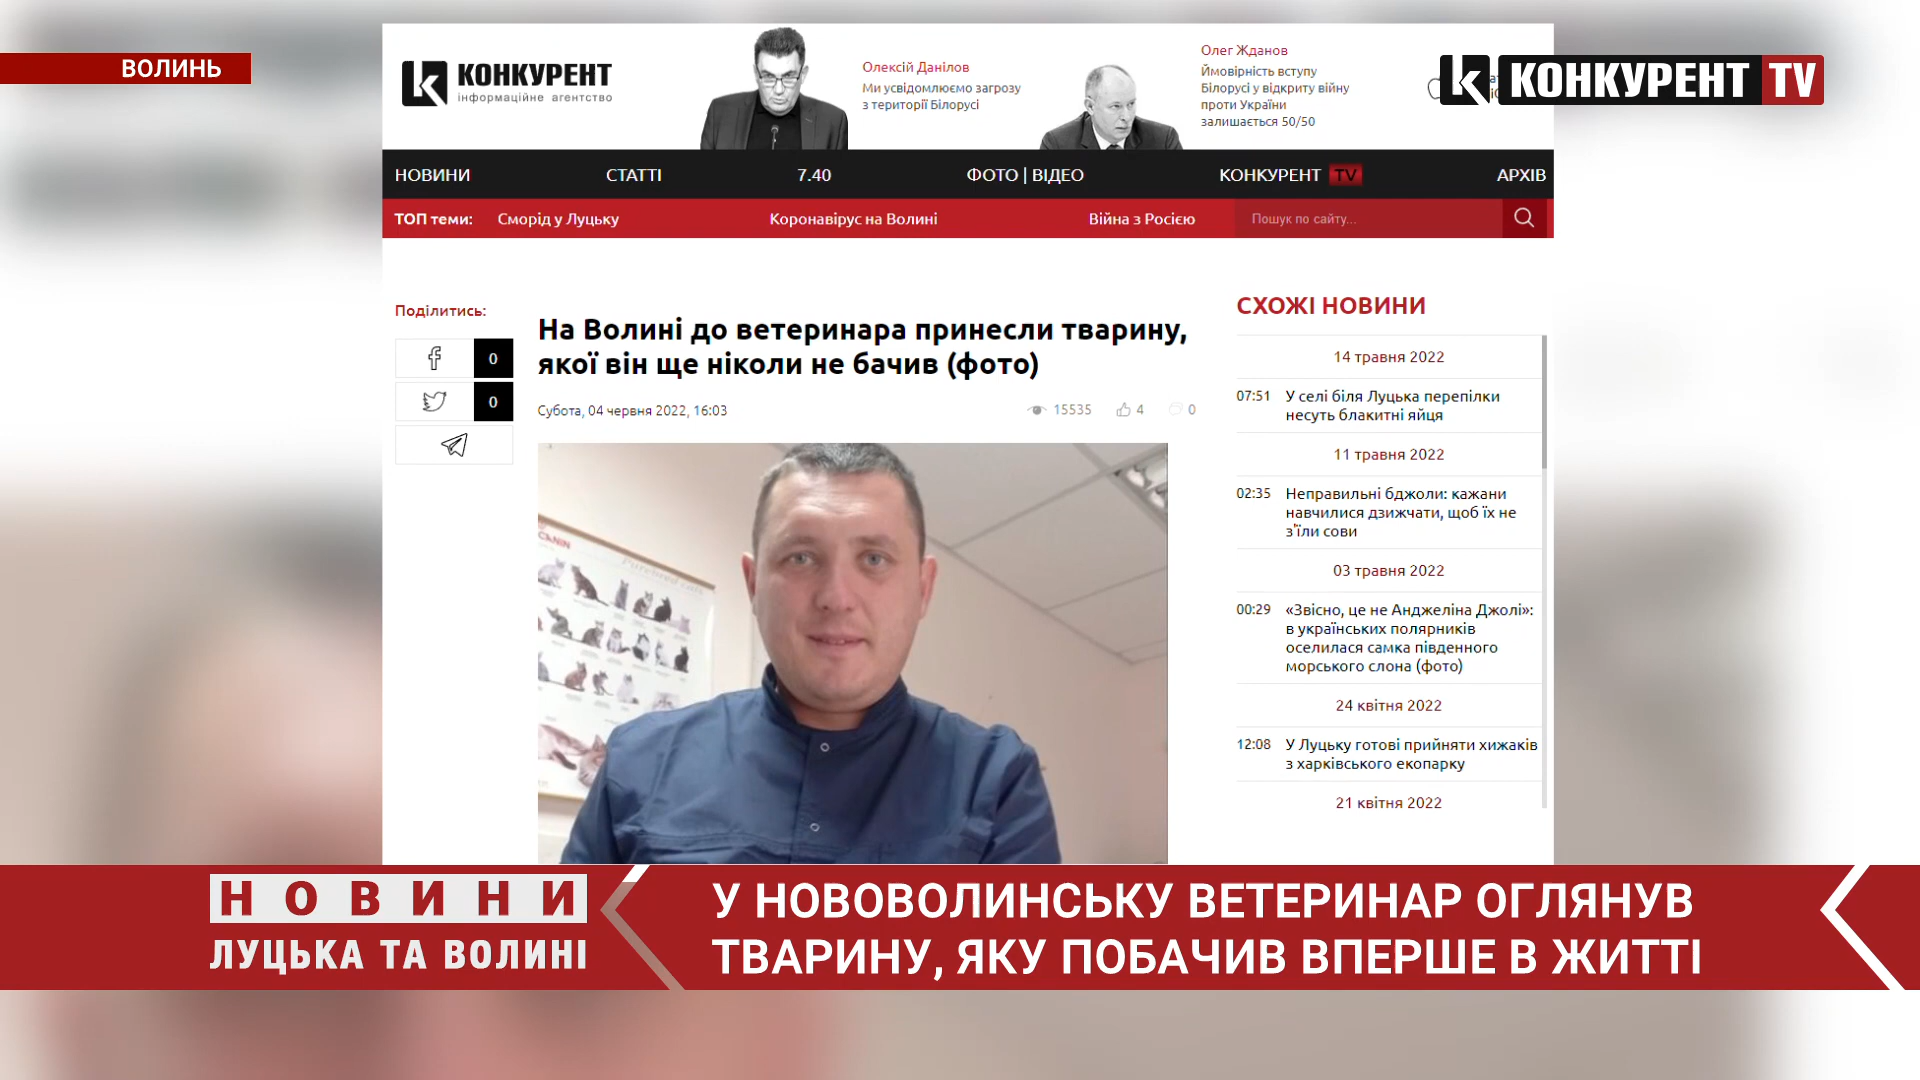 ВОЛИНЬ
КОНКУРЕНТ
інформаційне агентство
Олексій Данілов
Ми усвідомлюємо загрозу
з території Білорусі
Олег Жданов
Ймовірність вступу
Білорусі у відкриту війну
проти України
залишається 50/50
КОНКУРЕНТ TV
НОВИНИ СТАТТІ 7.40 ФОТО | ВІДЕО КОНКУРЕНТ TV АРХІВ
ТОП теми: Сморід у Луцьку Коронавірус на Волині Війна з Росією Пошук по сайту...
Поділитись:
0
0
На Волині до ветеринара принесли тварину,
якої він ще ніколи не бачив (фото)
Субота, 04 червня 2022, 16:03 15535 4 0
CANIN
Purebred cats
СХОЖІ НОВИНИ
14 травня 2022
07:51 У селі біля Луцька перепілки
несуть блакитні яйця
11 травня 2022
02:35 Неправильні бджоли: кажани
навчилися дзижчати, щоб їх не
з'їли сови
03 травня 2022
00:29 «Звісно, це не Анджеліна Джолі»:
в українських полярників
оселилася самка південного
морського слона (фото)
24 квітня 2022
12:08 У Луцьку готові прийняти хижаків
з харківського екопарку
21 квітня 2022
НОВИНИ
ЛУЦЬКА ТА ВОЛИНІ
У НОВОВОЛИНСЬКУ ВЕТЕРИНАР ОГЛЯНУВ
ТВАРИНУ, ЯКУ ПОБАЧИВ ВПЕРШЕ В ЖИТТІ